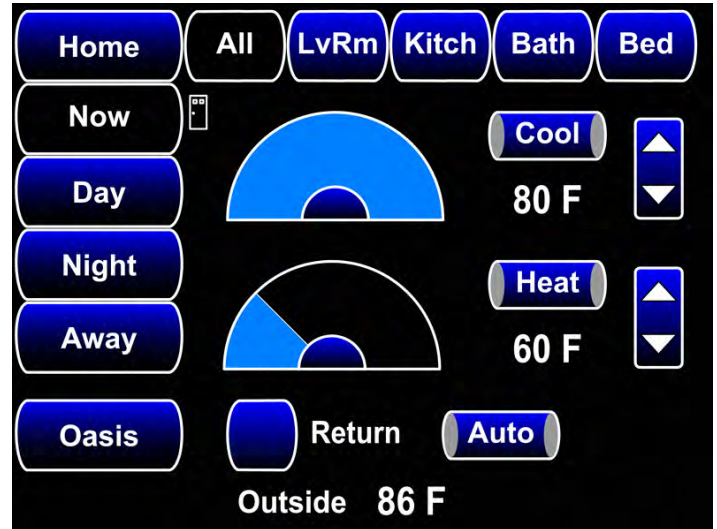 Home All LvRm Kitch Bath Bed
Now
Cool
Day
80 F
Night
Heat
Away
60 F
Oasis
Return
Auto
Outside 86 F